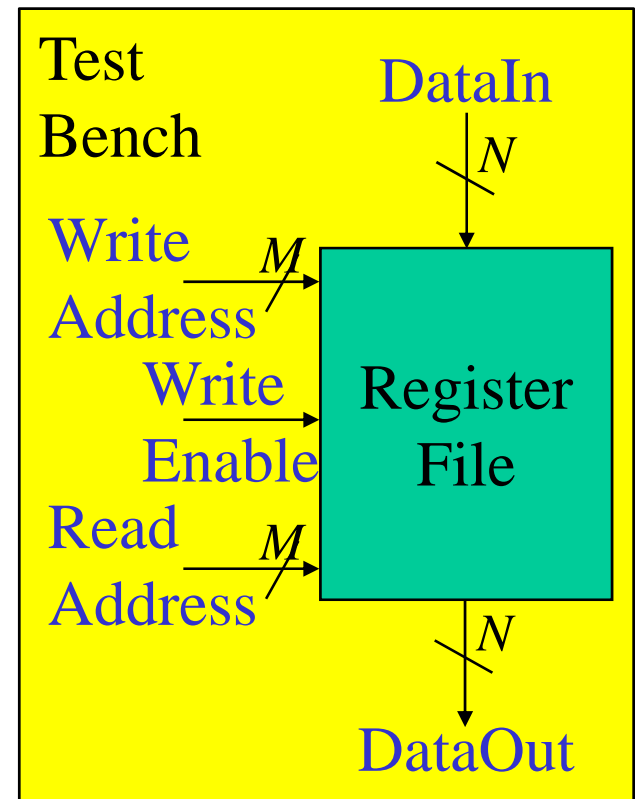 Test
Bench
DataIn
N
Write
M
Address
Write
Enable
Register
File
Read
M
Address
N
DataOut